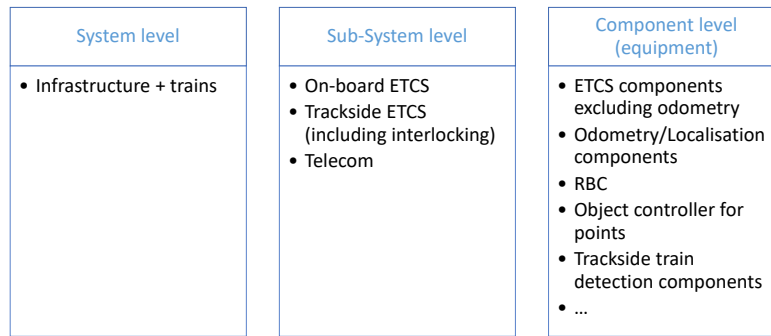 System level
• Infrastructure + trains
Sub-System level
• On-board ETCS
• Trackside ETCS
(including interlocking)
• Telecom
Component level
(equipment)
• ETCS components
excluding odometry
• Odometry/Localisation
components
• RBC
• Object controller for
points
• Trackside train
detection components
• ...